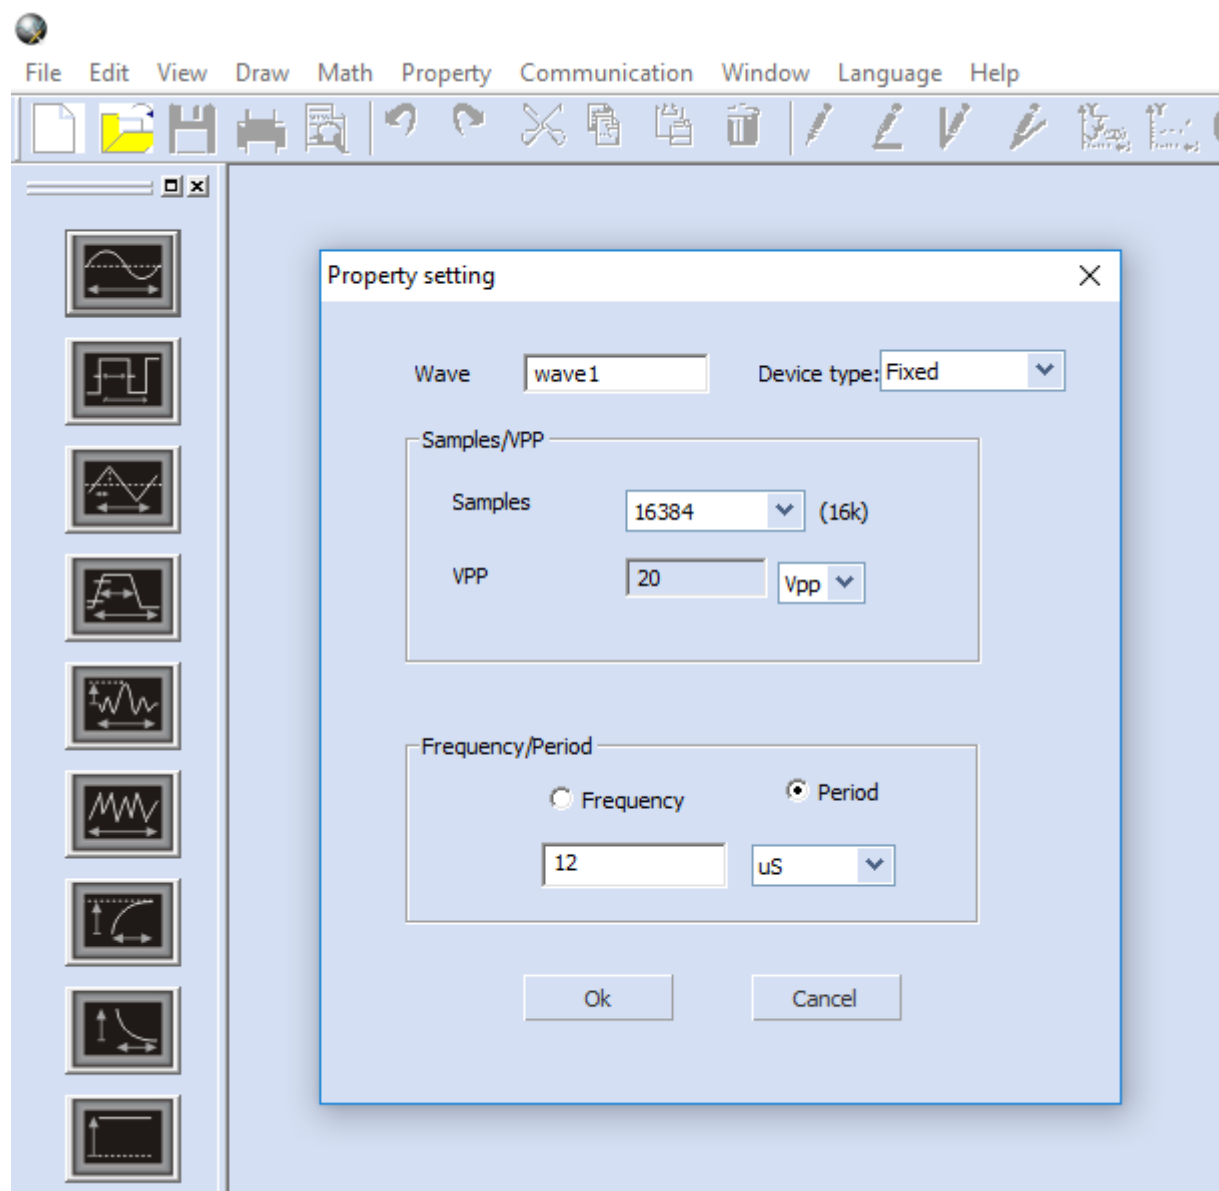 File Edit View Draw Math Property Communication Window Language Help
Property setting
Wave wave1 Device type: Fixed
Samples/VPP
Samples 16384 (16k)
VPP 20 Vpp
Frequency/Period
Frequency Period
12 uS
Ok Cancel